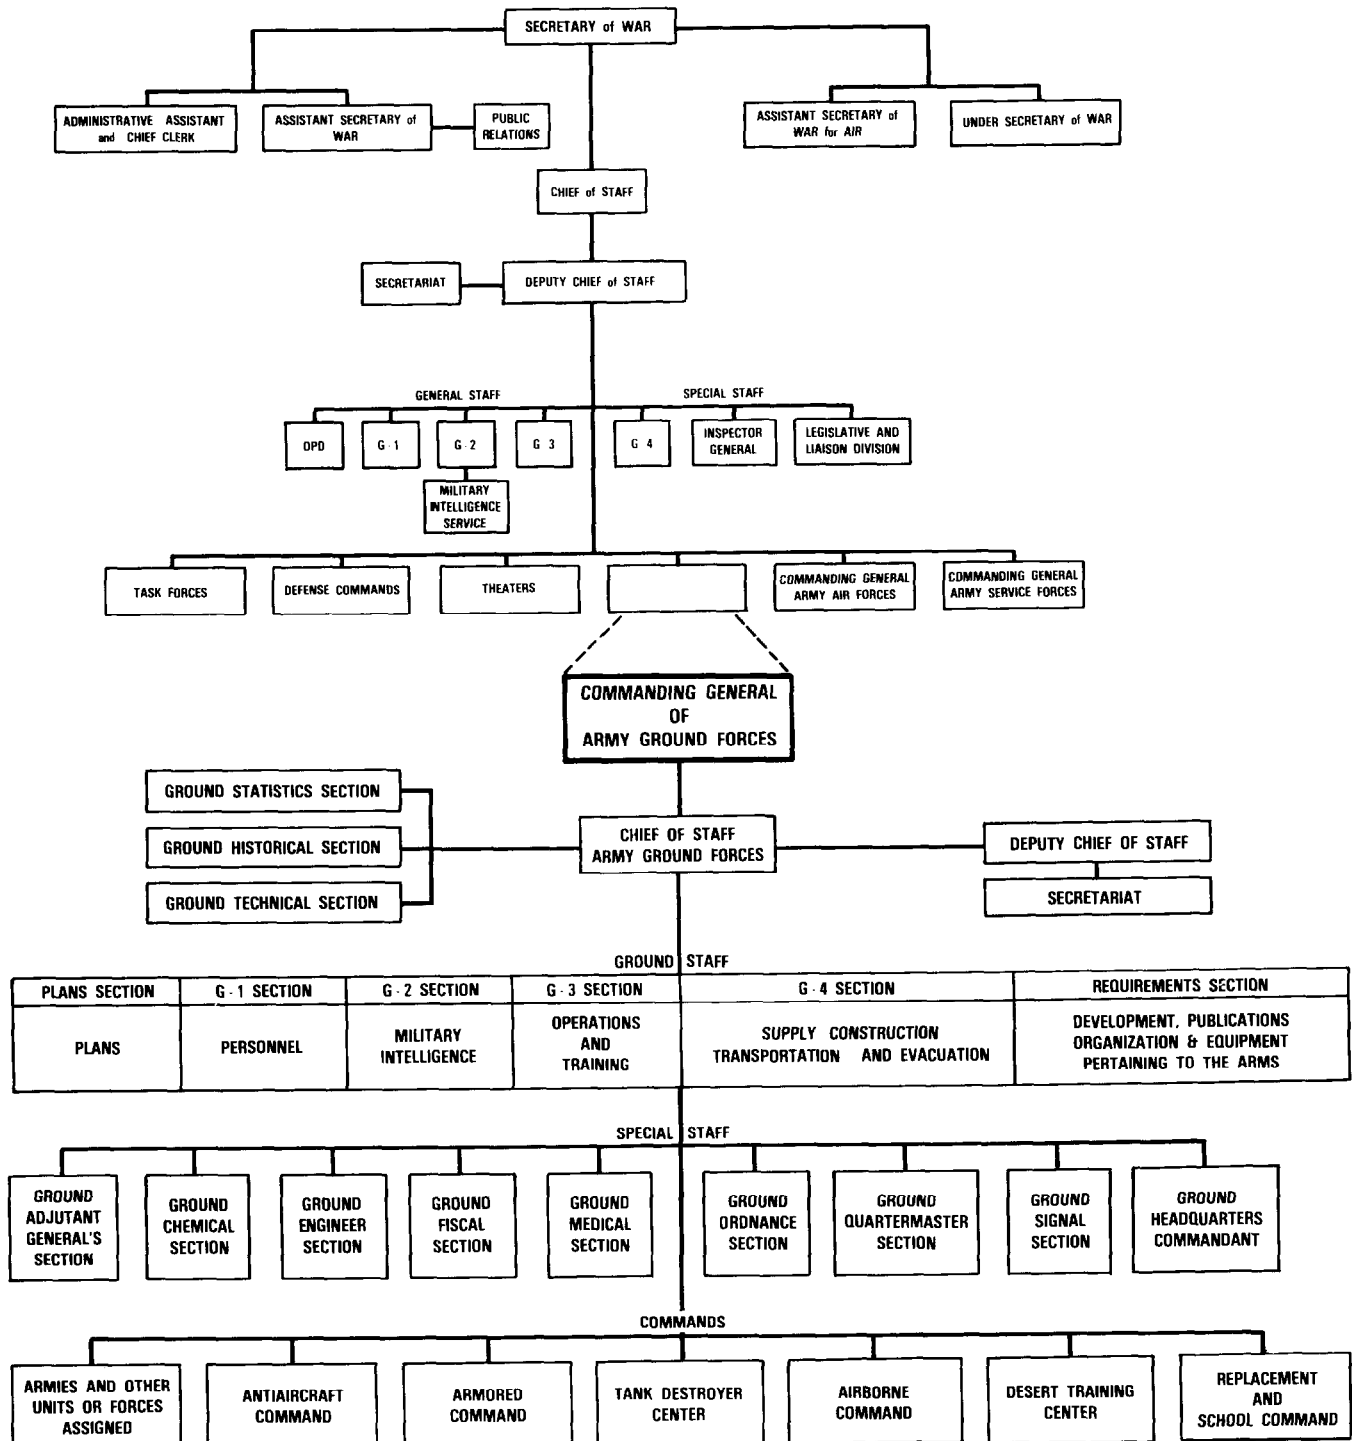 SECRETARY of WAR
ADMINISTRATIVE ASSISTANT
and CHIEF CLERK
ASSISTANT SECRETARY of
WAR
PUBLIC
RELATIONS
ASSISTANT SECRETARY of
WAR for AIR
UNDER SECRETARY of WAR
CHIEF of STAFF
SECRETARIAT
DEPUTY CHIEF of STAFF
GENERAL STAFF
SPECIAL STAFF
OPD
G-1
G-2
G 3
G 4
INSPECTOR
GENERAL
LEGISLATIVE AND
LIAISON DIVISION
MILITARY
INTELLIGENCE
SERVICE
TASK FORCES
DEFENSE COMMANDS
THEATERS
COMMANDING GENERAL
ARMY AIR FORCES
COMMANDING GENERAL
ARMY SERVICE FORCES
COMMANDING GENERAL
OF
ARMY GROUND FORCES
GROUND STATISTICS SECTION
GROUND HISTORICAL SECTION
GROUND TECHNICAL SECTION
CHIEF OF STAFF
ARMY GROUND FORCES
DEPUTY CHIEF OF STAFF
SECRETARIAT
GROUND STAFF
PLANS SECTION
G-1 SECTION
G-2 SECTION
G-3 SECTION
G-4 SECTION
REQUIREMENTS SECTION
PLANS
PERSONNEL
MILITARY
INTELLIGENCE
OPERATIONS
AND
TRAINING
SUPPLY CONSTRUCTION
TRANSPORTATION AND EVACUATION
DEVELOPMENT, PUBLICATIONS
ORGANIZATION & EQUIPMENT
PERTAINING TO THE ARMS
SPECIAL STAFF
GROUND
ADJUTANT
GENERAL'S
SECTION
GROUND
CHEMICAL
SECTION
GROUND
ENGINEER
SECTION
GROUND
FISCAL
SECTION
GROUND
MEDICAL
SECTION
GROUND
ORDNANCE
SECTION
GROUND
QUARTERMASTER
SECTION
GROUND
SIGNAL
SECTION
GROUND
HEADQUARTERS
COMMANDANT
COMMANDS
ARMIES AND OTHER
UNITS OR FORCES
ASSIGNED
ANTIAIRCRAFT
COMMAND
ARMORED
COMMAND
TANK DESTROYER
CENTER
AIRBORNE
COMMAND
DESERT TRAINING
CENTER
REPLACEMENT
AND
SCHOOL COMMAND